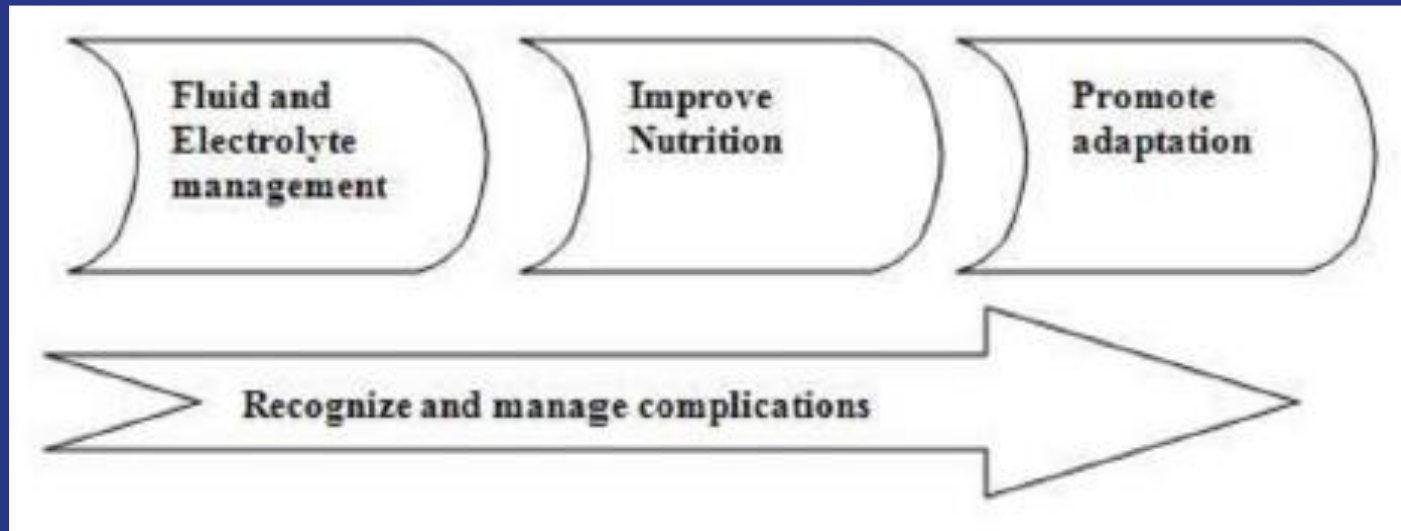 Fluid and
Electrolyte
management
Improve
Nutrition
Promote
adaptation
Recognize and manage complications